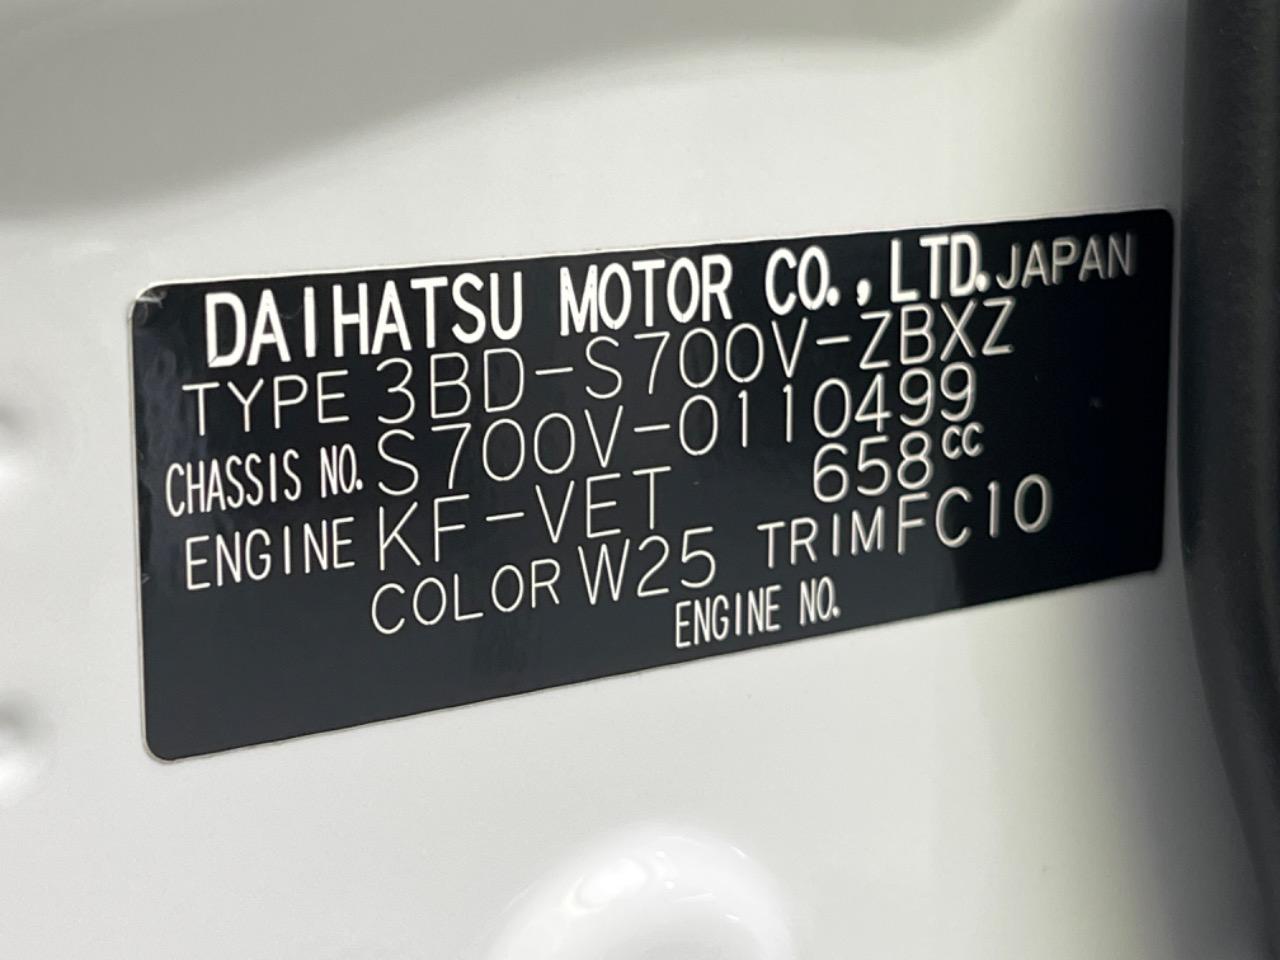 DAIHATSU MOTOR CO., LTD. JAPAN
TYPE 3BD-S700V-ZBXZ
CHASSIS NO. S700V-0110499
ENGINE KF-VET 658CC
COLOR W25 TRIM FC10
ENGINE NO.